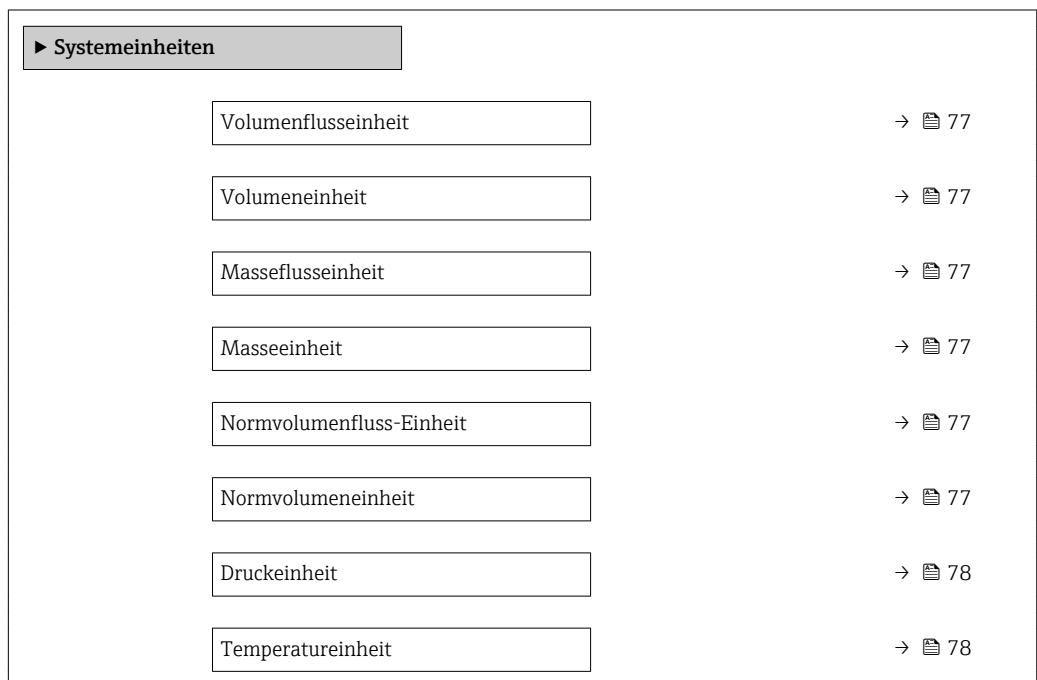 ▶ Systemeinheiten
Volumenflusseinheit → 77
Volumeneinheit → 77
Masseflusseinheit → 77
Masseeinheit → 77
Normvolumenfluss-Einheit → 77
Normvolumeneinheit → 77
Druckeinheit → 78
Temperatureinheit → 78